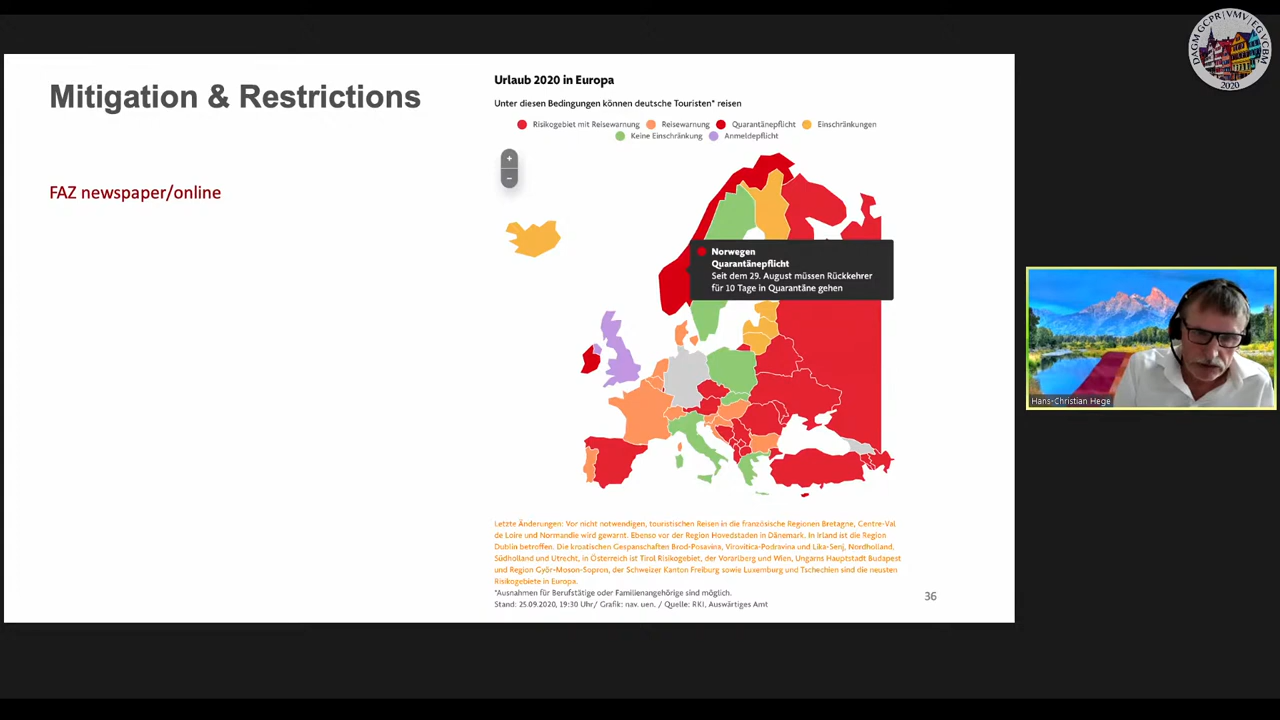 Mitigation & Restrictions
FAZ newspaper/online
Urlaub 2020 in Europa
Unter diesen Bedingungen können deutsche Touristen* reisen
Risikogebiet mit Reisewarnung
Reisewarnung
Quarantänepflicht
Einschränkungen
Keine Einschränkung
Anmeldepflicht
+
−
Norwegen
Quarantänepflicht
Seit dem 29. August müssen Rückkehrer
für 10 Tage in Quarantäne gehen
Letzte Änderungen: Vor nicht notwendigen, touristischen Reisen in die französische Regionen Bretagne, Centre-Val
de Loire und Normandie wird gewarnt. Ebenso vor der Region Hovedstaden in Dänemark. In Irland ist die Region
Dublin betroffen. Die kroatischen Gespanschaften Brod-Posavina, Virovitica-Podravina und Lika-Senj, Nordholland,
Südholland und Utrecht, in Österreich ist Tirol Risikogebiet, der Vorarlberg und Wien, Ungarns Hauptstadt Budapest
und Region Győr-Moson-Sopron, der Schweizer Kanton Freiburg sowie Luxemburg und Tschechien sind die neusten
Risikogebiete in Europa.
*Ausnahmen für Berufstätige oder Familienangehörige sind möglich.
Stand: 25.09.2020, 19:30 Uhr/ Grafik: nav. uen. / Quelle: RKI, Auswärtiges Amt
36
DAGM GCPR | VMV | EG VCBM
2020
Hans-Christian Hege